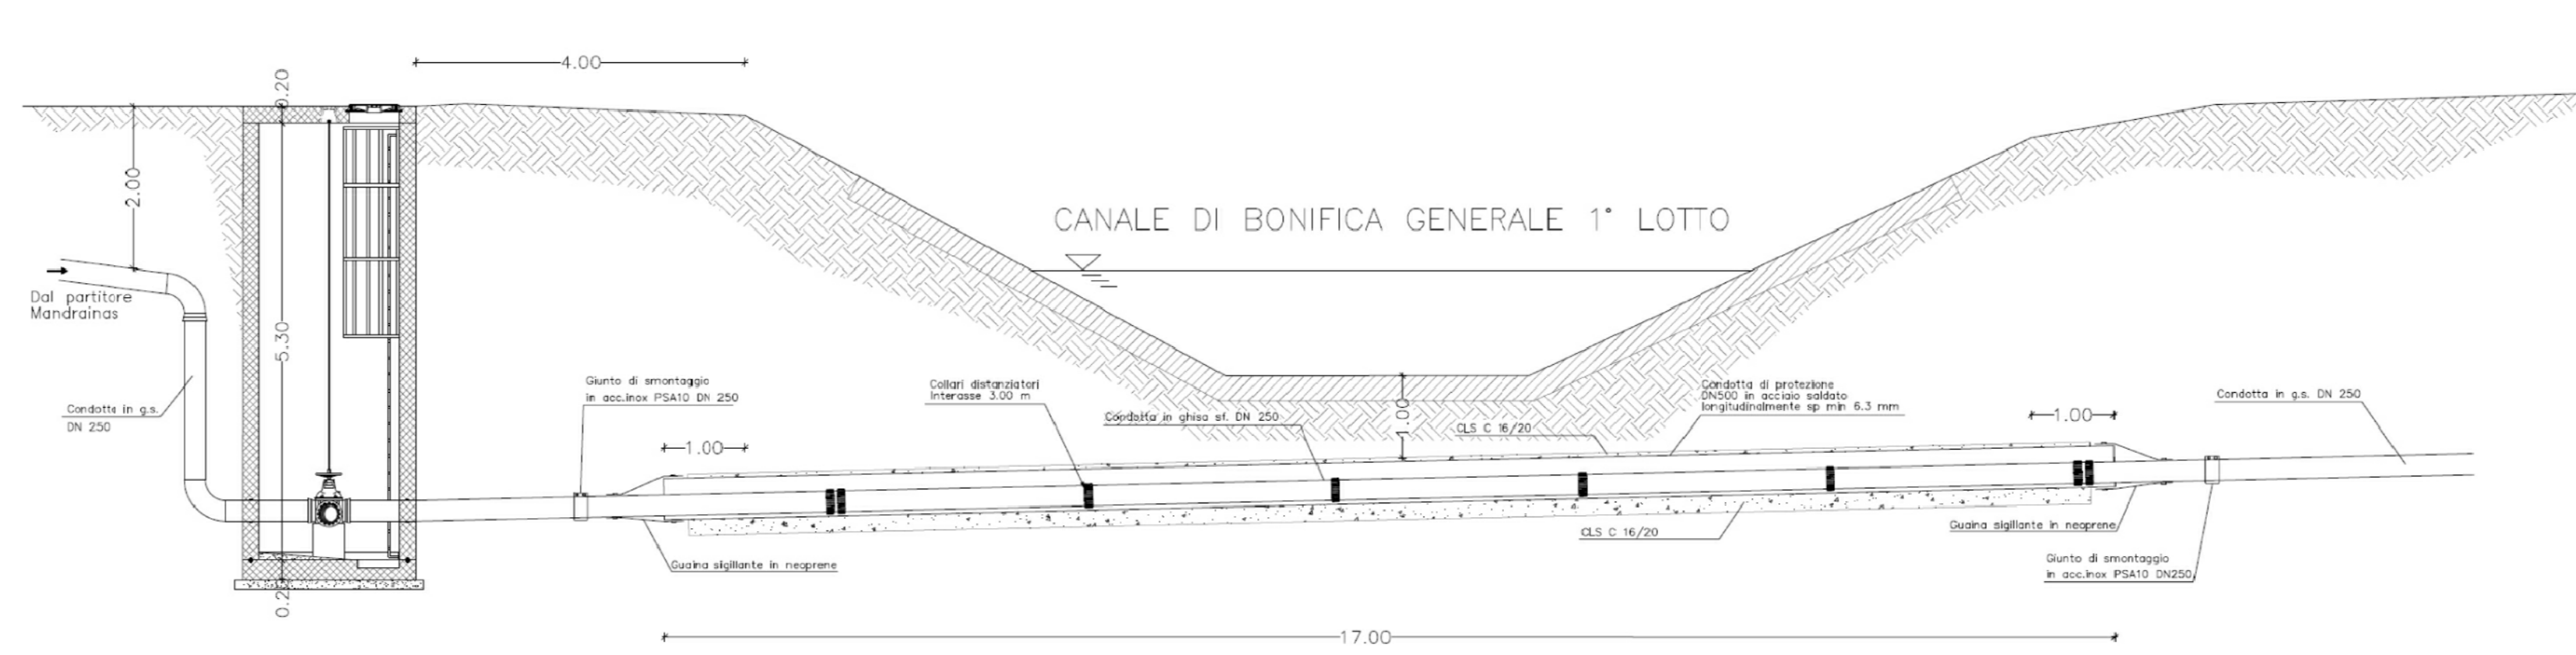 4.00
0.20
2.00
CANALE DI BONIFICA GENERALE 1° LOTTO
Dal partitore
Mandrainas
5.30
Giunto di smontaggio
in acc.inox PSA10 DN 250
Collari distanziatori
Interasse 3.00 m
Condotta di protezione
DN500 in acciaio saldato
longitudinalmente sp min 6.3 mm
Condotta in g.s. DN 250
Condotta in g.s.
DN 250
Condotta in ghisa sf. DN 250
1.00
1.00
CLS C 16/20
1.00
CLS C 16/20
Guaina sigillante in neoprene
Guaina sigillante in neoprene
Giunto di smontaggio
in acc.inox PSA10 DN250
17.00